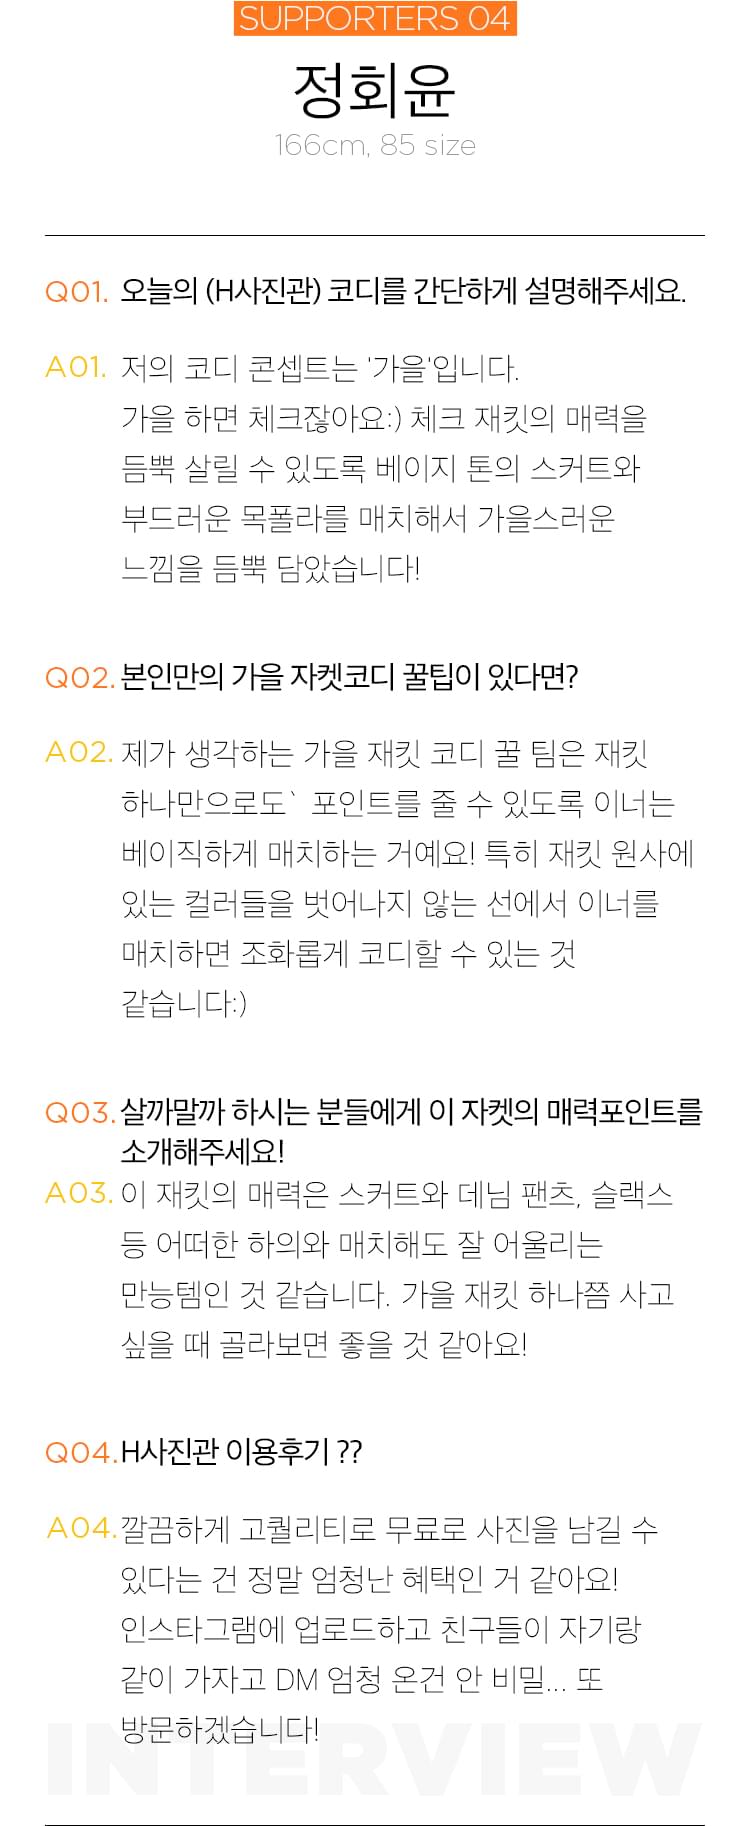 SUPPORTERS 04
정회윤
166cm, 85 size
Q01. 오늘의 (H사진관) 코디를 간단하게 설명해주세요.
A01. 저의 코디 콘셉트는 '가을'입니다.
가을 하면 체크잖아요:) 체크 재킷의 매력을
듬뿍 살릴 수 있도록 베이지 톤의 스커트와
부드러운 목폴라를 매치해서 가을스러운
느낌을 듬뿍 담았습니다!
Q02. 본인만의 가을 자켓코디 꿀팁이 있다면?
A02. 제가 생각하는 가을 재킷 코디 꿀 팁은 재킷
하나만으로도` 포인트를 줄 수 있도록 이너는
베이직하게 매치하는 거예요! 특히 재킷 원사에
있는 컬러들을 벗어나지 않는 선에서 이너를
매치하면 조화롭게 코디할 수 있는 것
같습니다:)
Q03. 살까말까 하시는 분들에게 이 자켓의 매력포인트를
소개해주세요!
A03. 이 재킷의 매력은 스커트와 데님 팬츠, 슬랙스
등 어떠한 하의와 매치해도 잘 어울리는
만능템인 것 같습니다. 가을 재킷 하나쯤 사고
싶을 때 골라보면 좋을 것 같아요!
Q04. H사진관 이용후기 ??
A04. 깔끔하게 고퀄리티로 무료로 사진을 남길 수
있다는 건 정말 엄청난 혜택인 거 같아요!
인스타그램에 업로드하고 친구들이 자기랑
같이 가자고 DM 엄청 온건 안 비밀... 또
방문하겠습니다!
INTERVIEW